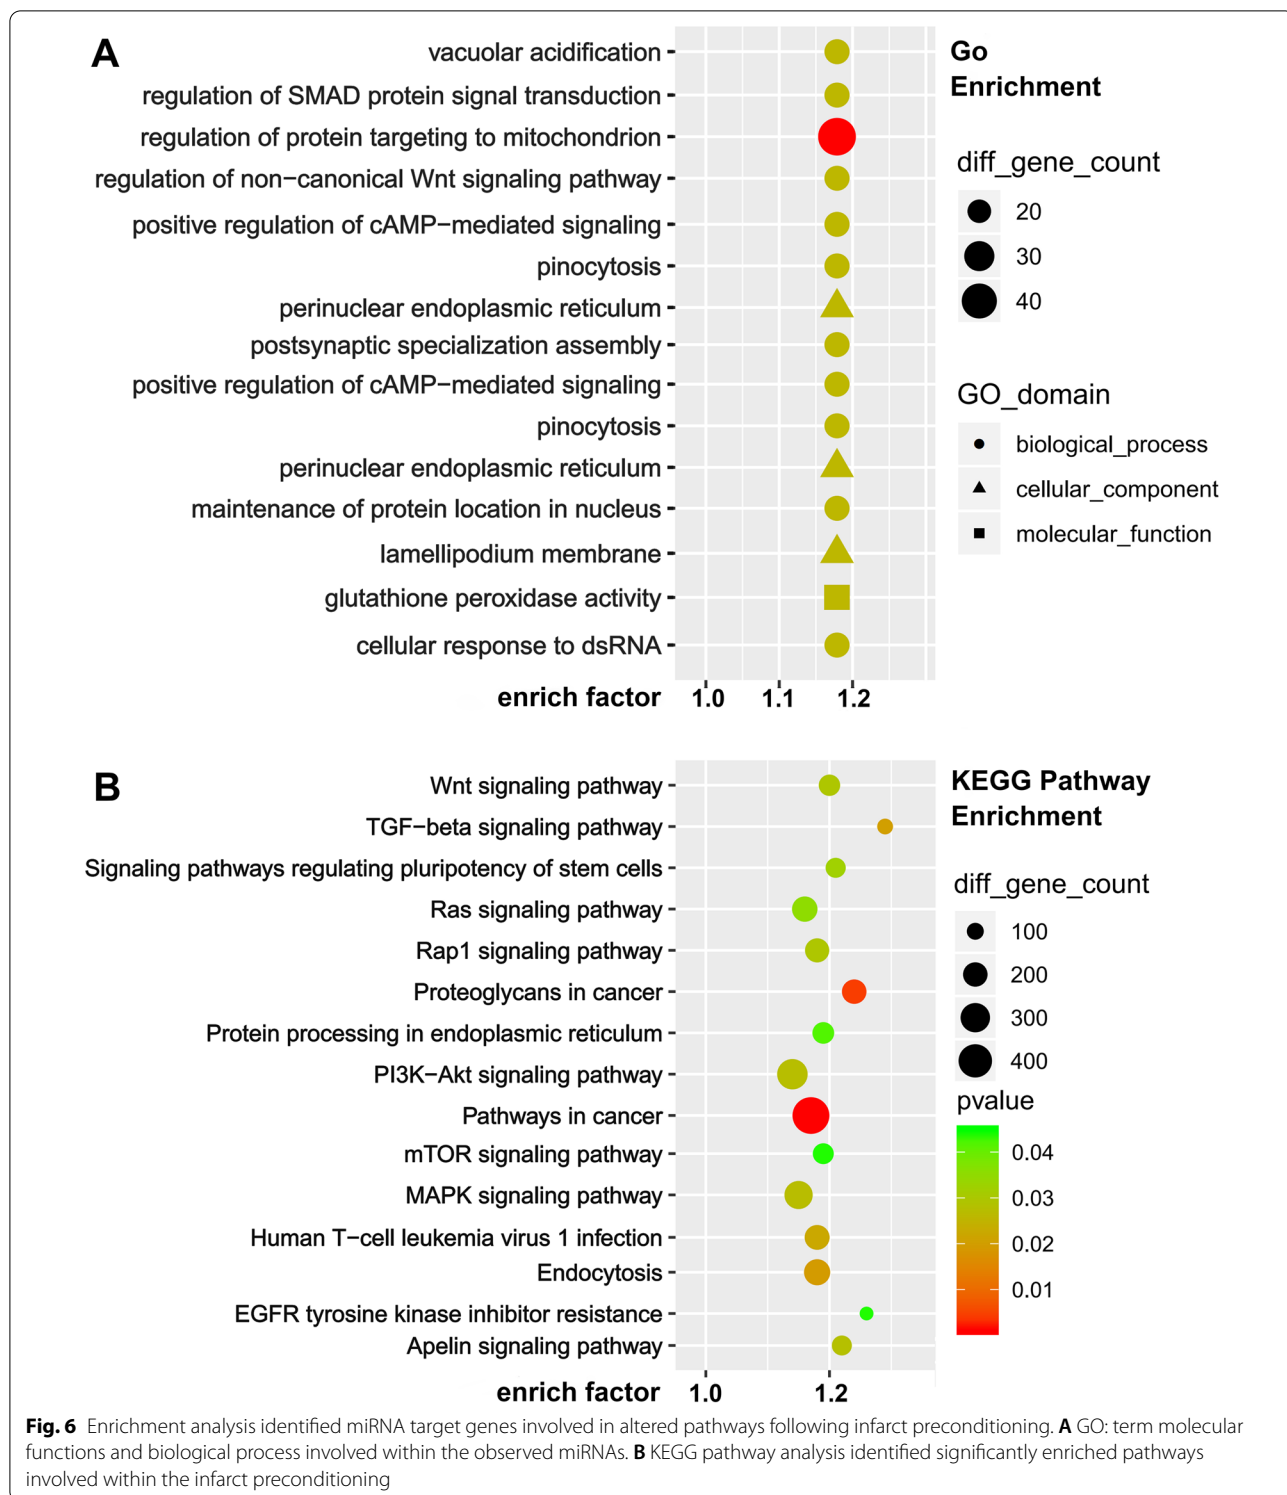 A
Go
Enrichment
vacuolar acidification
regulation of SMAD protein signal transduction
regulation of protein targeting to mitochondrion
regulation of non−canonical Wnt signaling pathway
positive regulation of cAMP−mediated signaling
pinocytosis
perinuclear endoplasmic reticulum
postsynaptic specialization assembly
positive regulation of cAMP−mediated signaling
pinocytosis
perinuclear endoplasmic reticulum
maintenance of protein location in nucleus
lamellipodium membrane
glutathione peroxidase activity
cellular response to dsRNA
enrich factor
1.0 1.1 1.2
diff_gene_count
20
30
40
GO_domain
biological_process
cellular_component
molecular_function
B
KEGG Pathway
Enrichment
Wnt signaling pathway
TGF−beta signaling pathway
Signaling pathways regulating pluripotency of stem cells
Ras signaling pathway
Rap1 signaling pathway
Proteoglycans in cancer
Protein processing in endoplasmic reticulum
PI3K−Akt signaling pathway
Pathways in cancer
mTOR signaling pathway
MAPK signaling pathway
Human T−cell leukemia virus 1 infection
Endocytosis
EGFR tyrosine kinase inhibitor resistance
Apelin signaling pathway
enrich factor
1.0 1.2
diff_gene_count
100
200
300
400
pvalue
0.04
0.03
0.02
0.01
Fig. 6 Enrichment analysis identified miRNA target genes involved in altered pathways following infarct preconditioning. A GO: term molecular
functions and biological process involved within the observed miRNAs. B KEGG pathway analysis identified significantly enriched pathways
involved within the infarct preconditioning